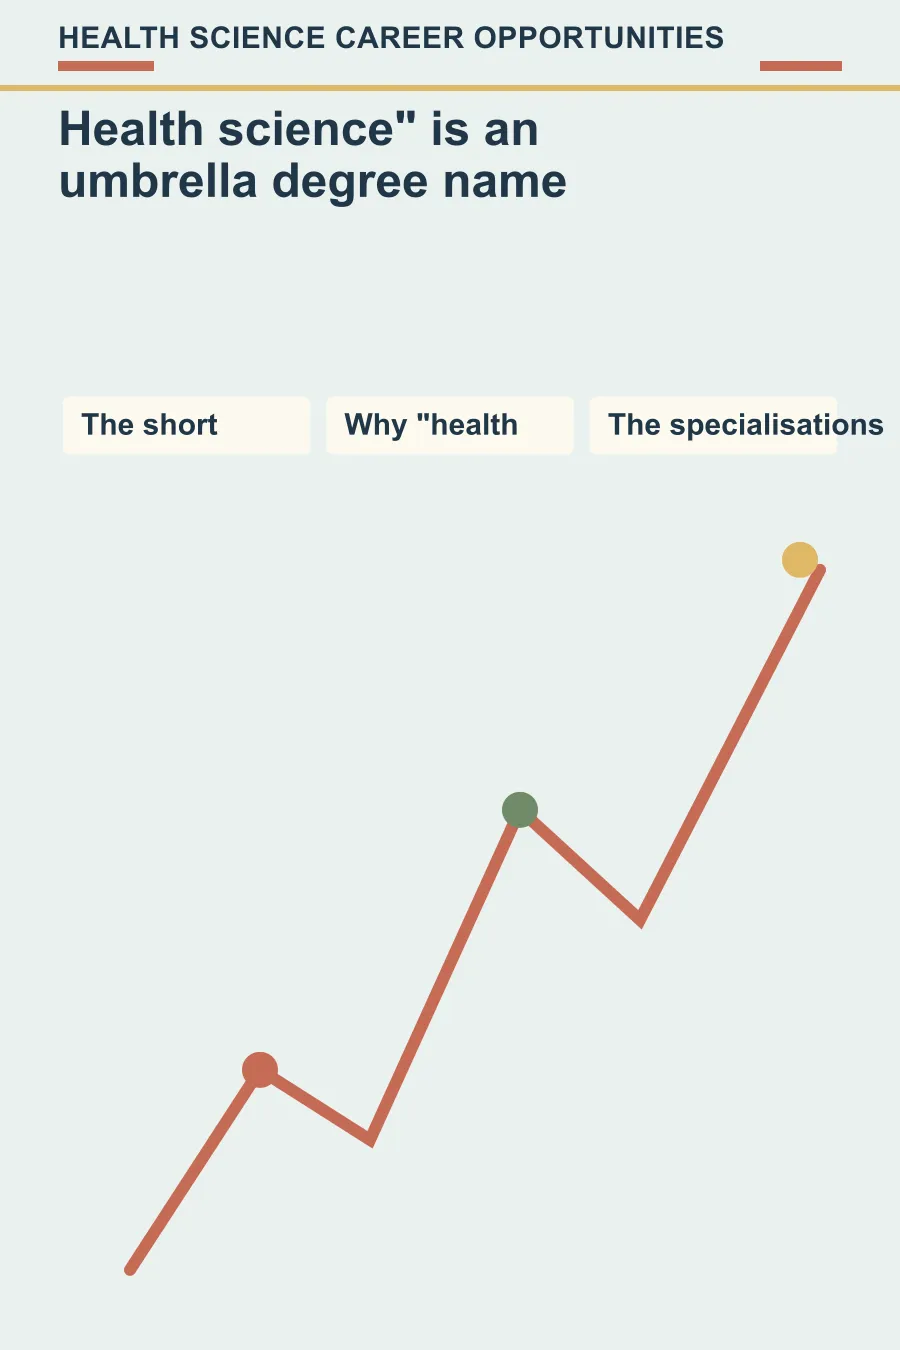 HEALTH SCIENCE CAREER OPPORTUNITIES
Health science" is an
umbrella degree name
The short
Why "health
The specialisations